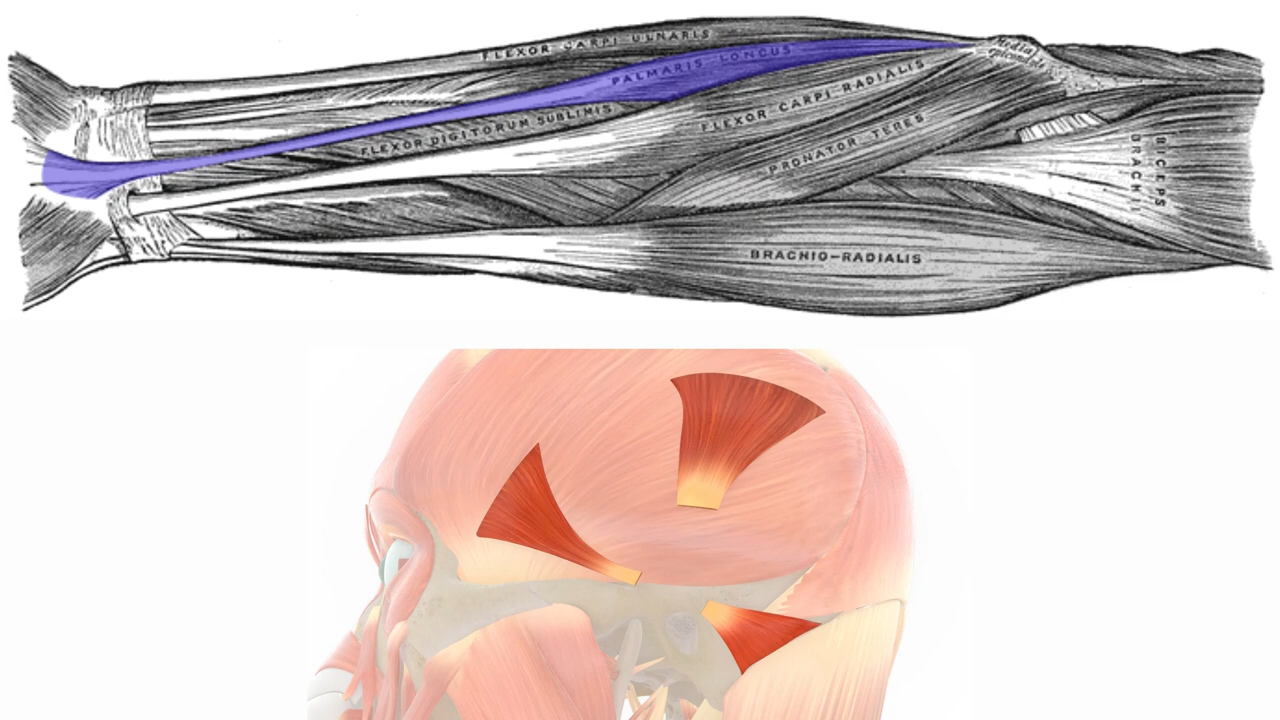 FLEXOR CARPI ULNARIS
PALMARIS LONGUS
FLEXOR DIGITORUM SUBLIMIS
FLEXOR CARPI RADIALIS
PRONATOR TERES
Medial
epicondyle
BICEPS
BRACHII
BRACHIO-RADIALIS